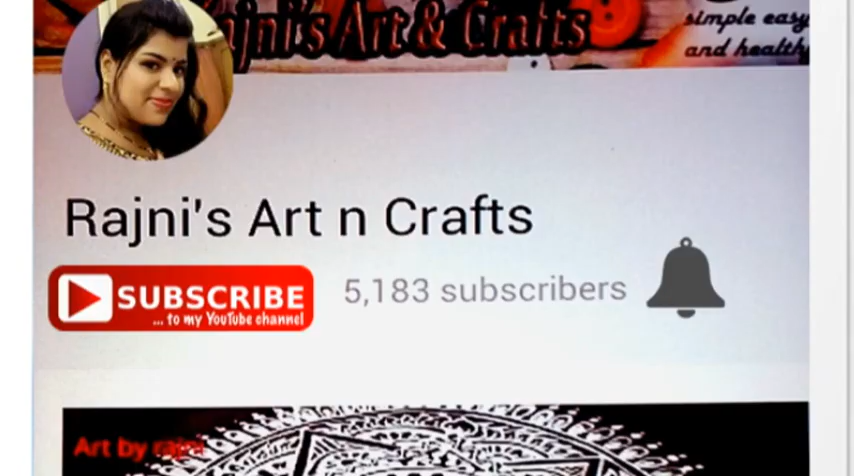 Rajni's Art & Crafts
simple easy
and healthy
Rajni's Art n Crafts
SUBSCRIBE
... to my YouTube channel
5,183 subscribers
Art by rajni